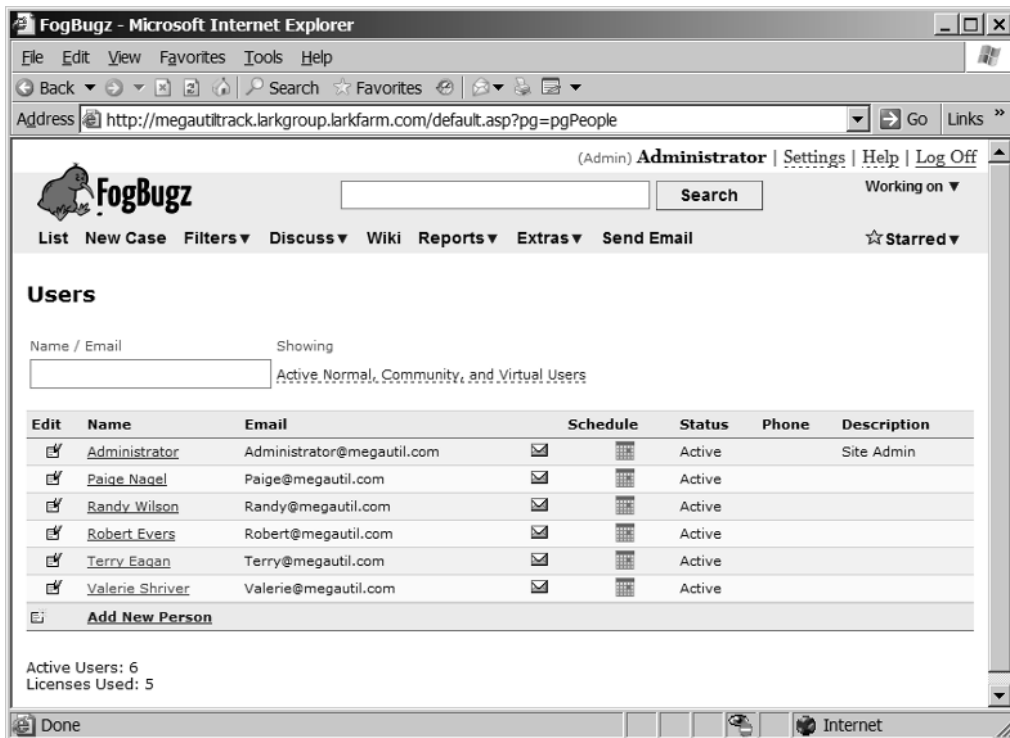 FogBugz - Microsoft Internet Explorer
File Edit View Favorites Tools Help
Back Search Favorites
Address http://megautiltrack.larkgroup.larkfarm.com/default.asp?pg=pgPeople Go Links »
(Admin) Administrator | Settings | Help | Log Off
FogBugz Search Working on ▼
List New Case Filters▼ Discuss▼ Wiki Reports▼ Extras▼ Send Email ☆Starred▼
Users
Name / Email Showing
Active Normal, Community, and Virtual Users
Edit Name Email Schedule Status Phone Description
Administrator Administrator@megautil.com Active Site Admin
Paige Nagel Paige@megautil.com Active
Randy Wilson Randy@megautil.com Active
Robert Evers Robert@megautil.com Active
Terry Eagan Terry@megautil.com Active
Valerie Shriver Valerie@megautil.com Active
Add New Person
Active Users: 6
Licenses Used: 5
Done Internet